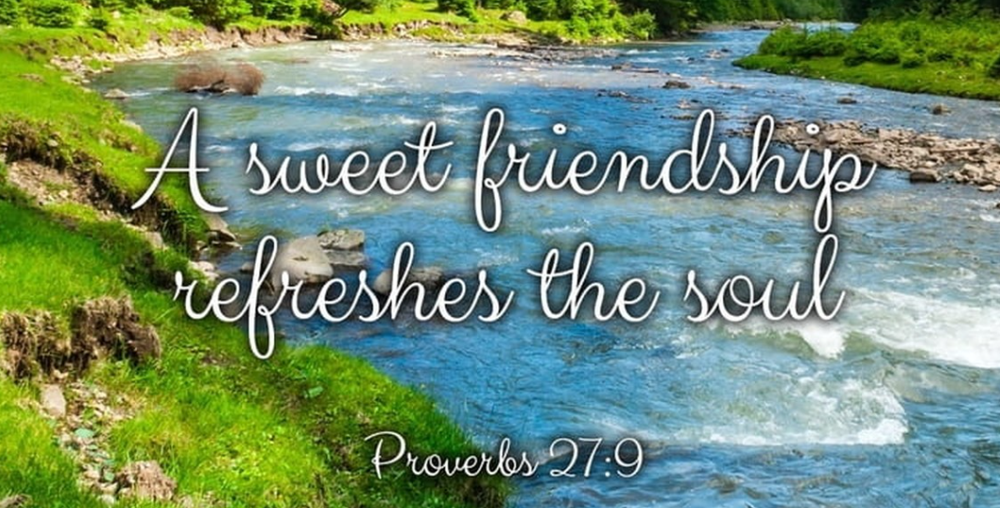 A sweet friendship
refreshes the soul
Proverbs 27:9